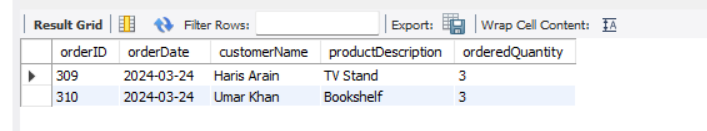 Result Grid Filter Rows: Export: Wrap Cell Content: IA
orderID orderDate customerName productDescription orderedQuantity
309 2024-03-24 Haris Arain TV Stand 3
310 2024-03-24 Umar Khan Bookshelf 3